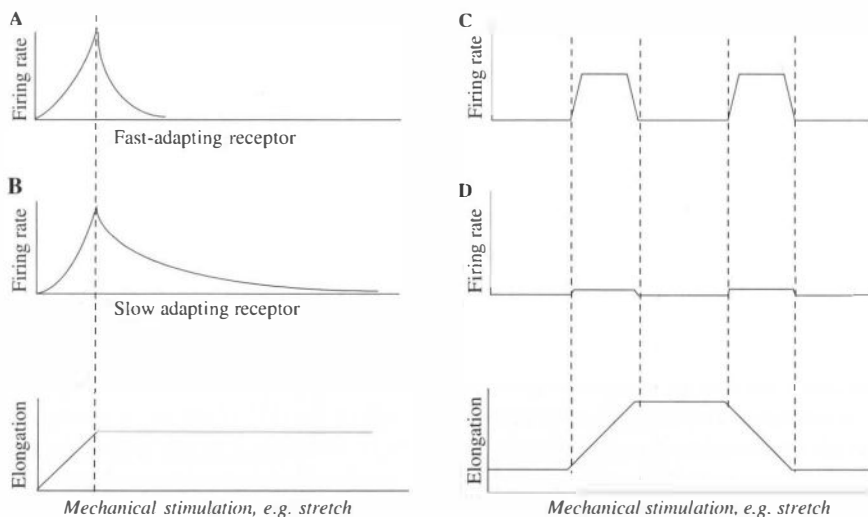 A
Firing rate
Fast-adapting receptor
B
Firing rate
Slow adapting receptor
Elongation
Mechanical stimulation, e.g. stretch
C
Firing rate
D
Firing rate
Elongation
Mechanical stimulation, e.g. stretch